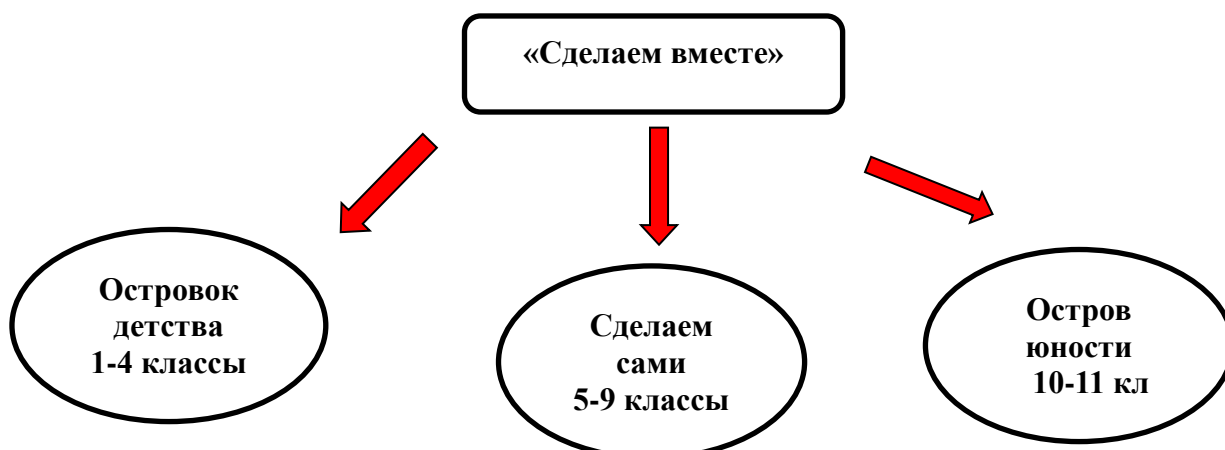 «Сделаем вместе»
Островок
детства
1-4 классы
Сделаем
сами
5-9 классы
Остров
юности
10-11 кл